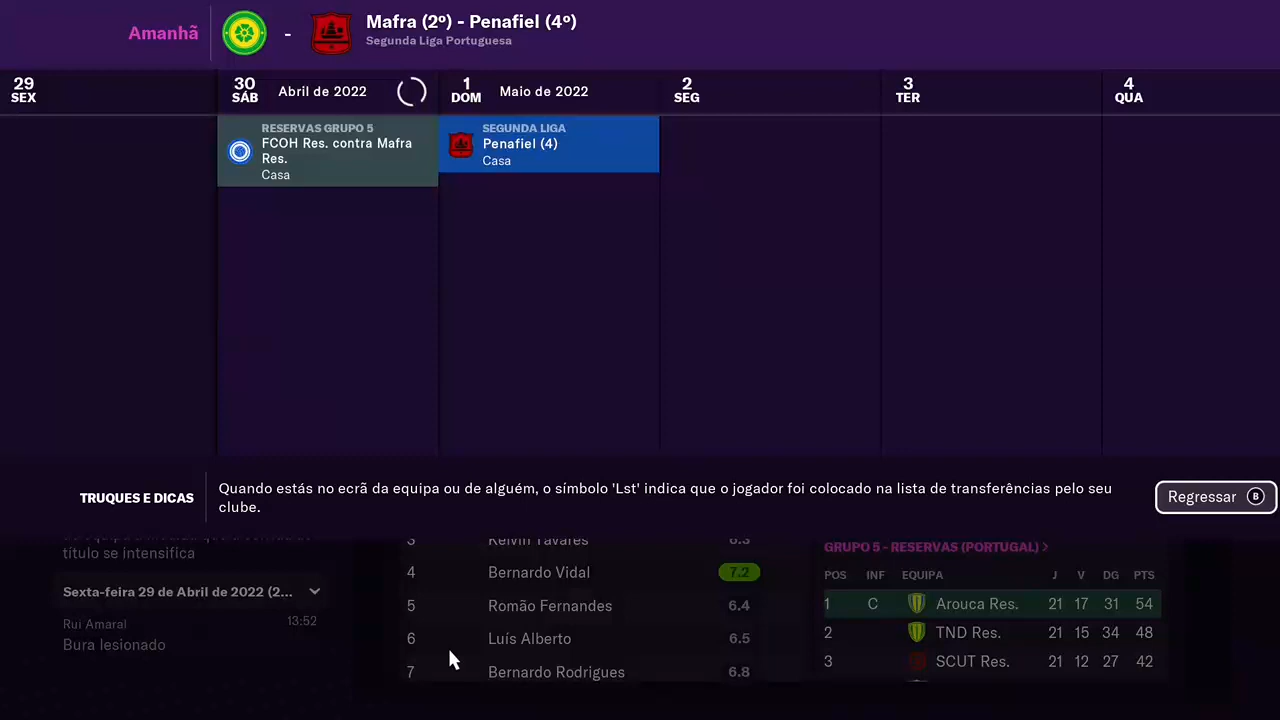 Amanhã
-
Mafra (2º) - Penafiel (4º)
Segunda Liga Portuguesa
29
SEX
30
SÁB
Abril de 2022
1
DOM
Maio de 2022
2
SEG
3
TER
4
QUA
RESERVAS GRUPO 5
FCOH Res. contra Mafra
Res.
Casa
SEGUNDA LIGA
Penafiel (4)
Casa
TRUQUES E DICAS
Quando estás no ecrã da equipa ou de alguém, o símbolo 'Lst' indica que o jogador foi colocado na lista de transferências pelo seu
clube.
Regressar B
título se intensifica
Sexta-feira 29 de Abril de 2022 (2...
Rui Amaral 13:52
Bura lesionado
3 Kelvin Tavares 6.3
4 Bernardo Vidal 7.2
5 Romão Fernandes 6.4
6 Luís Alberto 6.5
7 Bernardo Rodrigues 6.8
GRUPO 5 - RESERVAS (PORTUGAL) >
POS INF EQUIPA J V DG PTS
1 C Arouca Res. 21 17 31 54
2 TND Res. 21 15 34 48
3 SCUT Res. 21 12 27 42